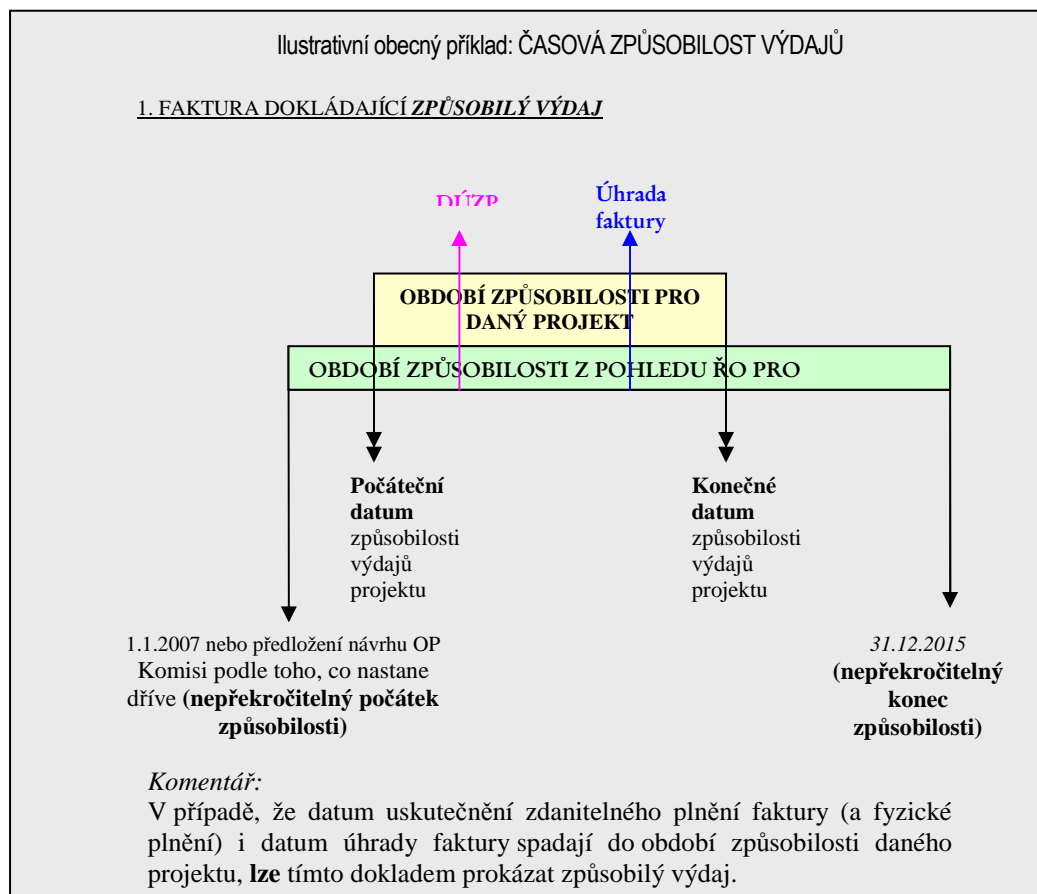 Ilustrativní obecný příklad: ČASOVÁ ZPŮSOBILOST VÝDAJŮ
1. FAKTURA DOKLÁDAJÍCÍ ZPŮSOBILÝ VÝDAJ
DÚZP
Úhrada
faktury
OBDOBÍ ZPŮSOBILOSTI PRO
DANÝ PROJEKT
OBDOBÍ ZPŮSOBILOSTI Z POHLEDU ŘO PRO
Počáteční
datum
způsobilosti
výdajů
projektu
Konečné
datum
způsobilosti
výdajů
projektu
1.1.2007 nebo předložení návrhu OP
Komisi podle toho, co nastane
dříve (nepřekročitelný počátek
způsobilosti)
31.12.2015
(nepřekročitelný
konec
způsobilosti)
Komentář:
V případě, že datum uskutečnění zdanitelného plnění faktury (a fyzické
plnění) i datum úhrady faktury spadají do období způsobilosti daného
projektu, lze tímto dokladem prokázat způsobilý výdaj.